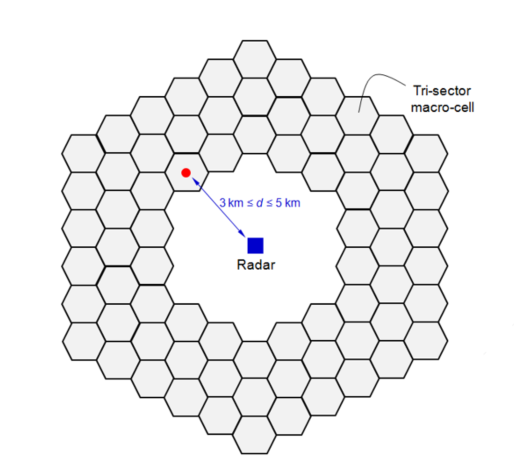 Tri-sector
macro-cell
3 km ≤ d ≤ 5 km
Radar